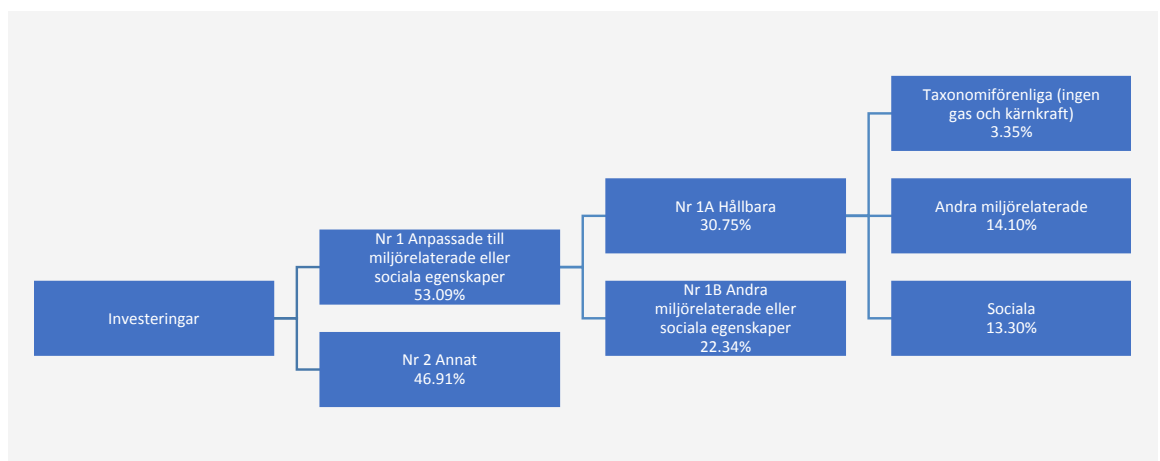 Investeringar
Nr 1 Anpassade till
miljörelaterade eller
sociala egenskaper
53.09%
Nr 2 Annat
46.91%
Nr 1A Hållbara
30.75%
Nr 1B Andra
miljörelaterade eller
sociala egenskaper
22.34%
Taxonomiförenliga (ingen
gas och kärnkraft)
3.35%
Andra miljörelaterade
14.10%
Sociala
13.30%